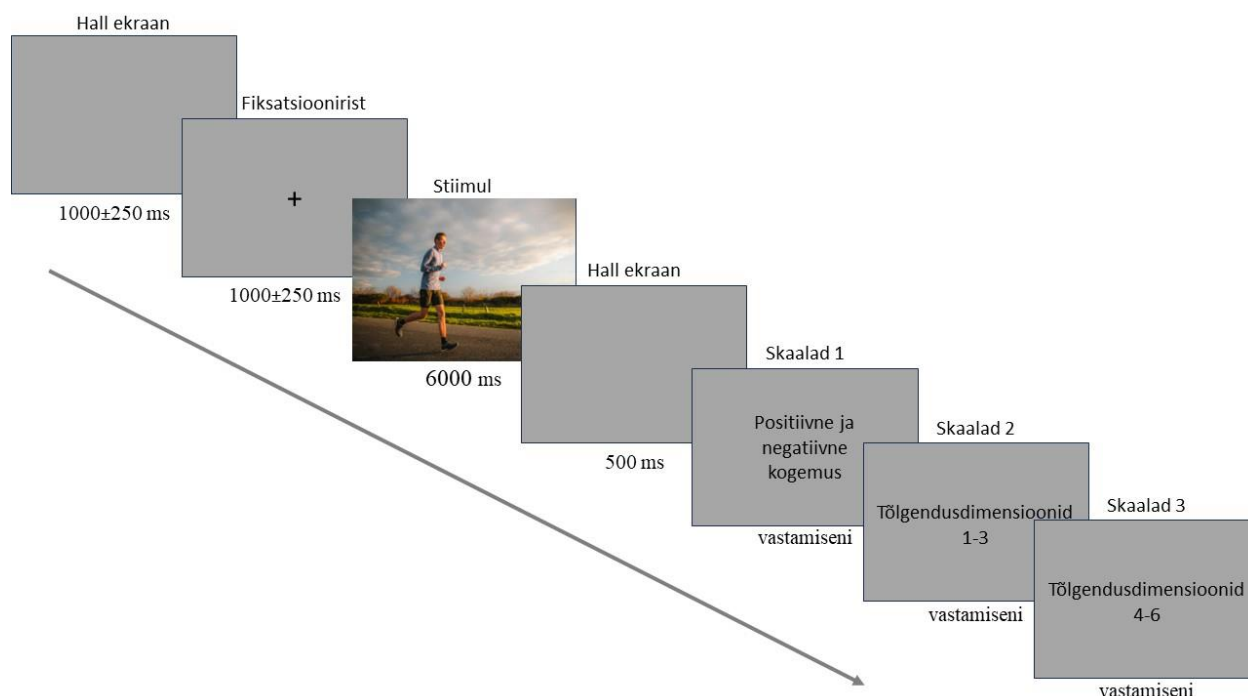 Hall ekraan
1000±250 ms
Fiksatsioonirist
+
1000±250 ms
Stiimul
6000 ms
Hall ekraan
500 ms
Skaalad 1
Positiivne ja
negatiivne
kogemus
vastamiseni
Skaalad 2
Tõlgendusdimensioonid
1-3
vastamiseni
Skaalad 3
Tõlgendusdimensioonid
4-6
vastamiseni